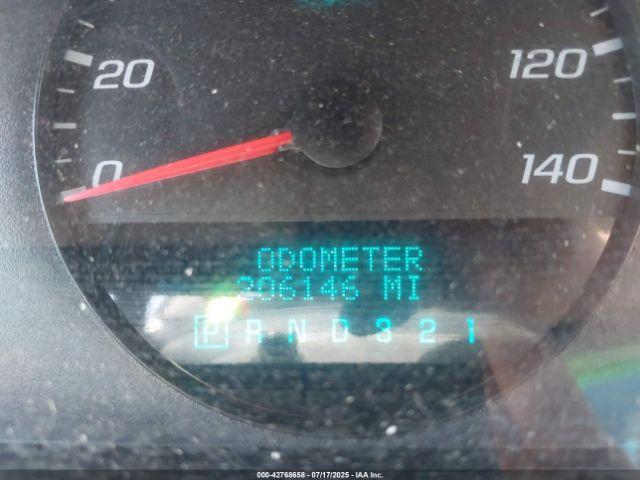 20
120
0
140
ODOMETER
206146 MI
P R N D 3 2 1
000-42768658 - 07/17/2025 - IAA Inc.